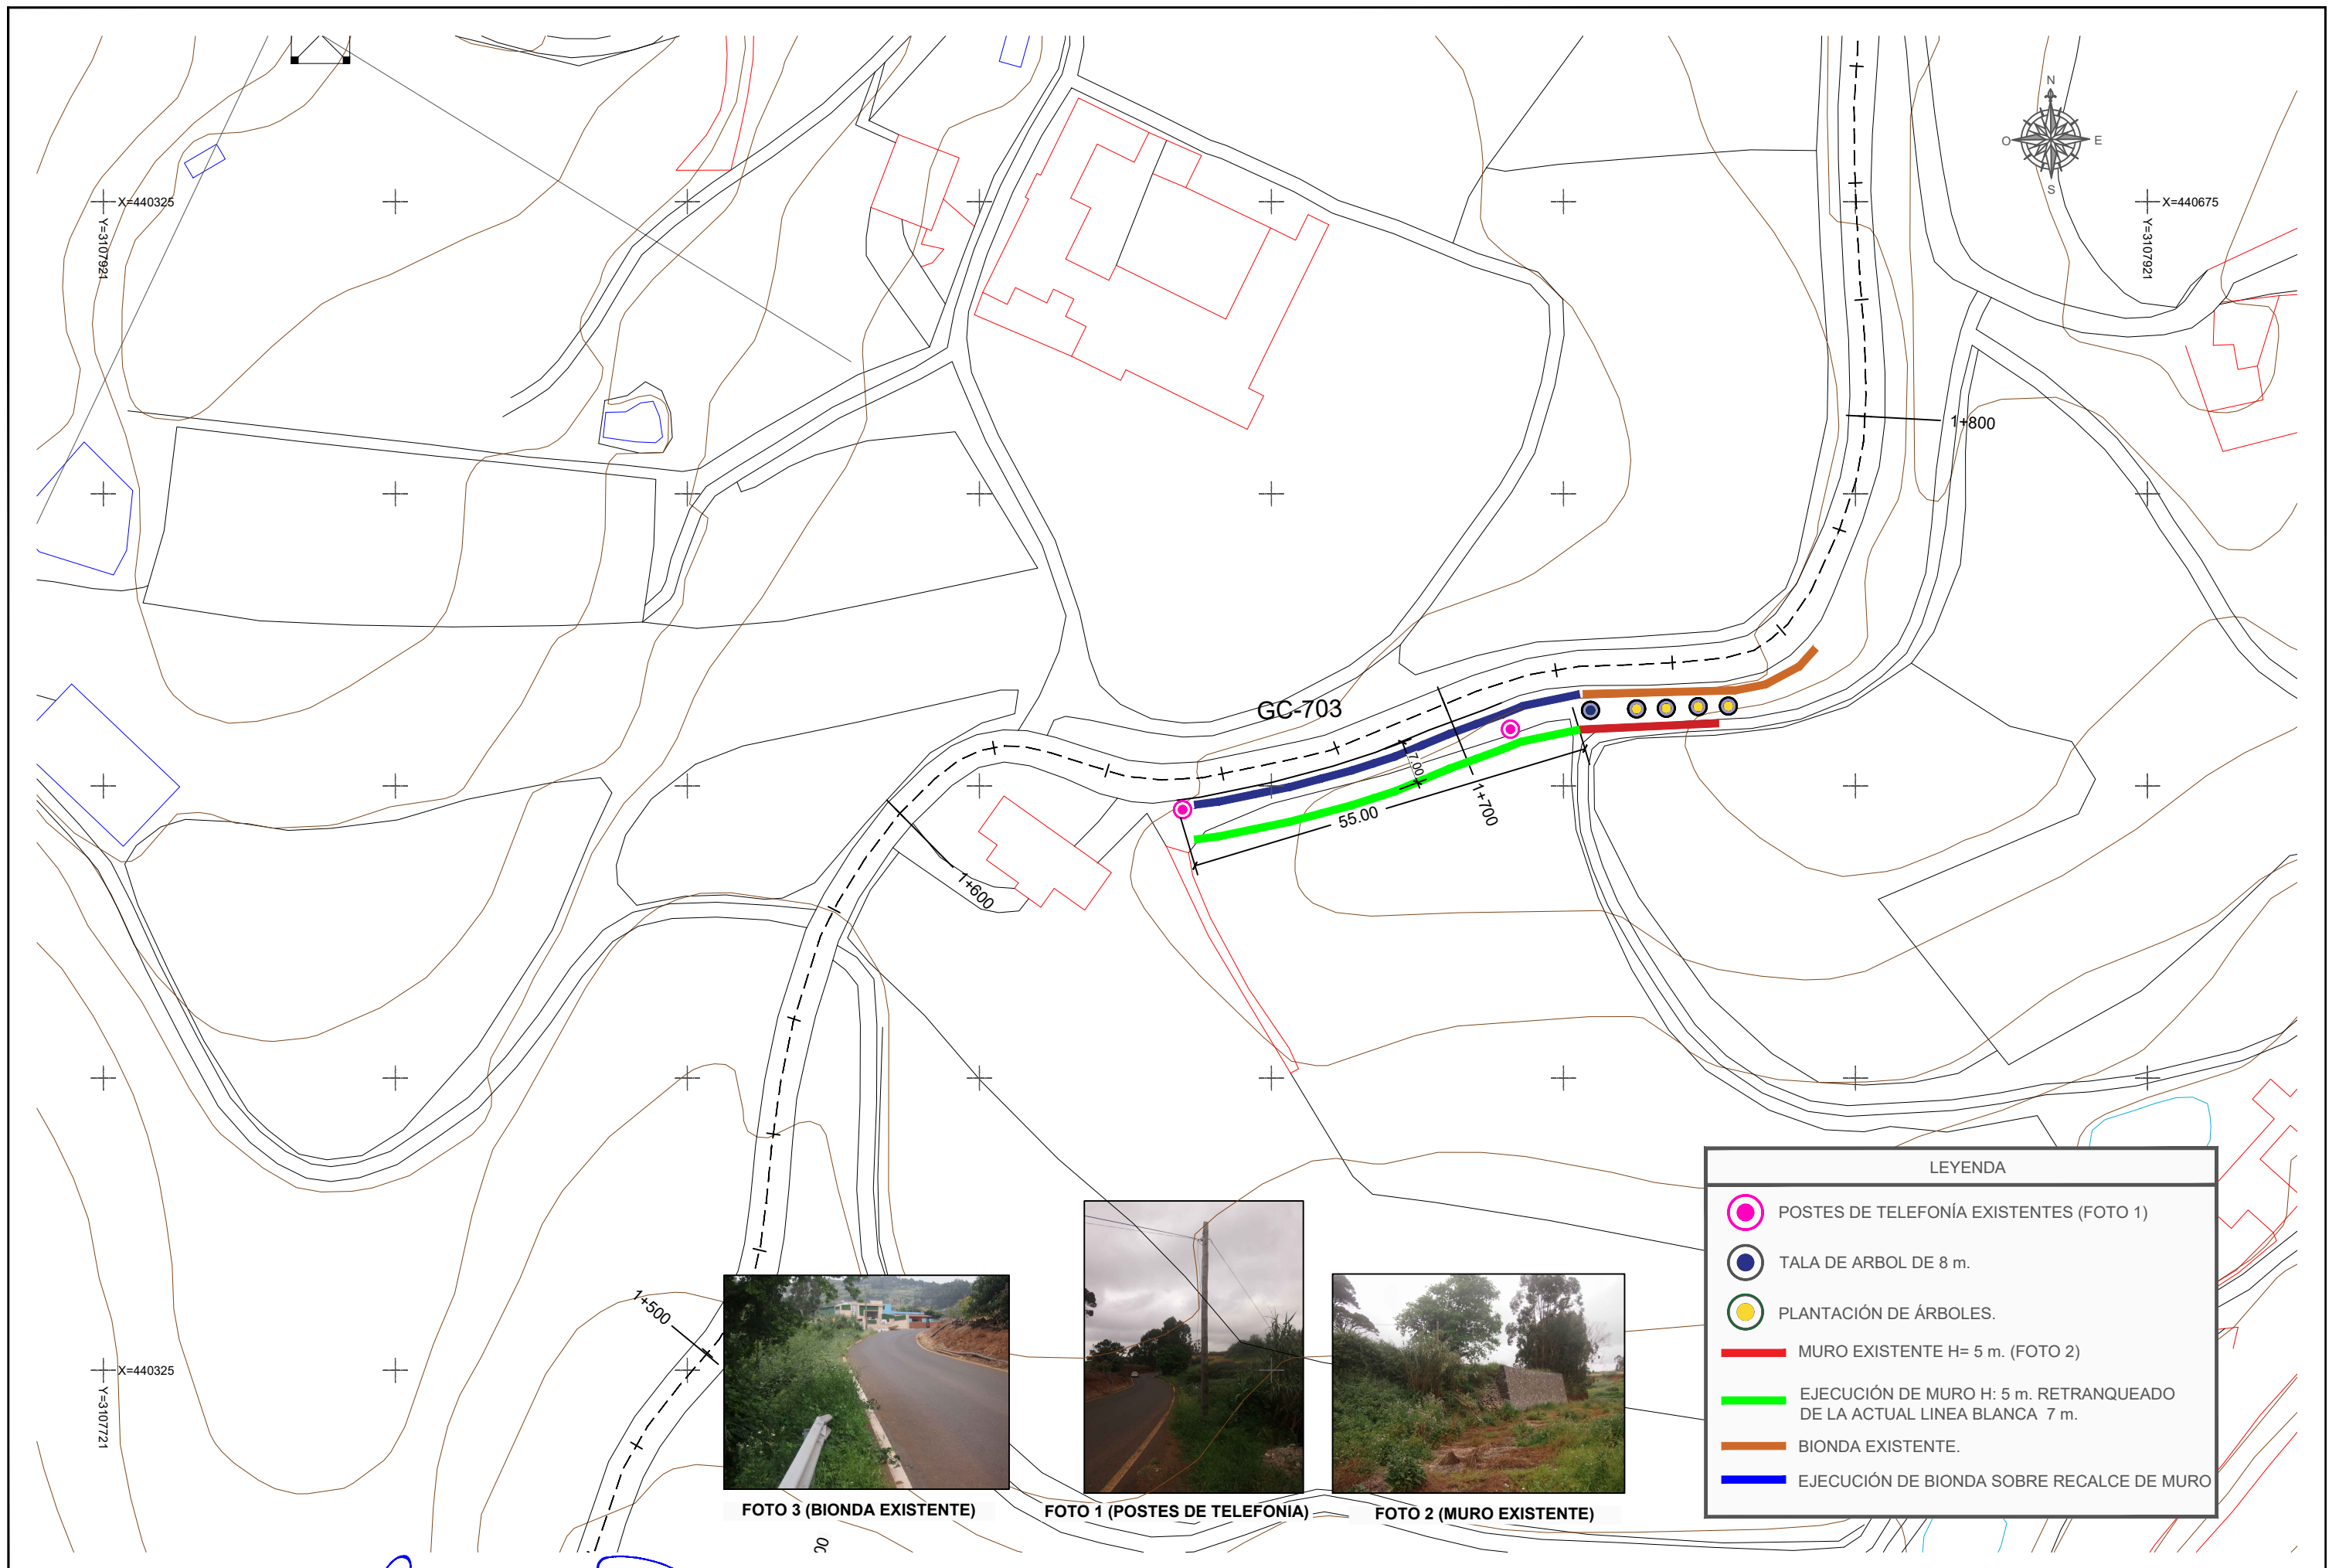 N
O
E
S
X=440325
Y=3107921
X=440675
Y=3107921
1+800
GC-703
7.00
1+700
55.00
1+600
1+500
X=440325
Y=3107721
LEYENDA
POSTES DE TELEFONÍA EXISTENTES (FOTO 1)
TALA DE ARBOL DE 8 m.
PLANTACIÓN DE ÁRBOLES.
MURO EXISTENTE H= 5 m. (FOTO 2)
EJECUCIÓN DE MURO H: 5 m. RETRANQUEADO
DE LA ACTUAL LINEA BLANCA 7 m.
BIONDA EXISTENTE.
EJECUCIÓN DE BIONDA SOBRE RECALCE DE MURO
FOTO 3 (BIONDA EXISTENTE)
FOTO 1 (POSTES DE TELEFONIA)
FOTO 2 (MURO EXISTENTE)